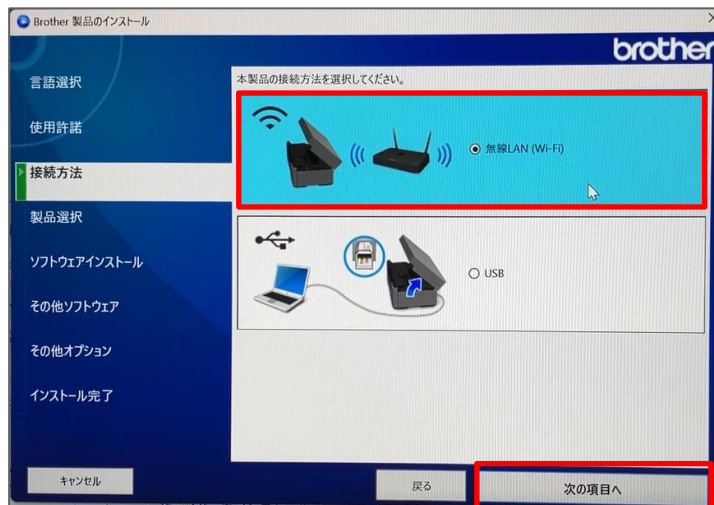 Brother 製品のインストール
brother
言語選択
使用許諾
接続方法
製品選択
ソフトウェアインストール
その他ソフトウェア
その他オプション
インストール完了
本製品の接続方法を選択してください。
無線LAN (Wi-Fi)
USB
キャンセル
戻る
次の項目へ